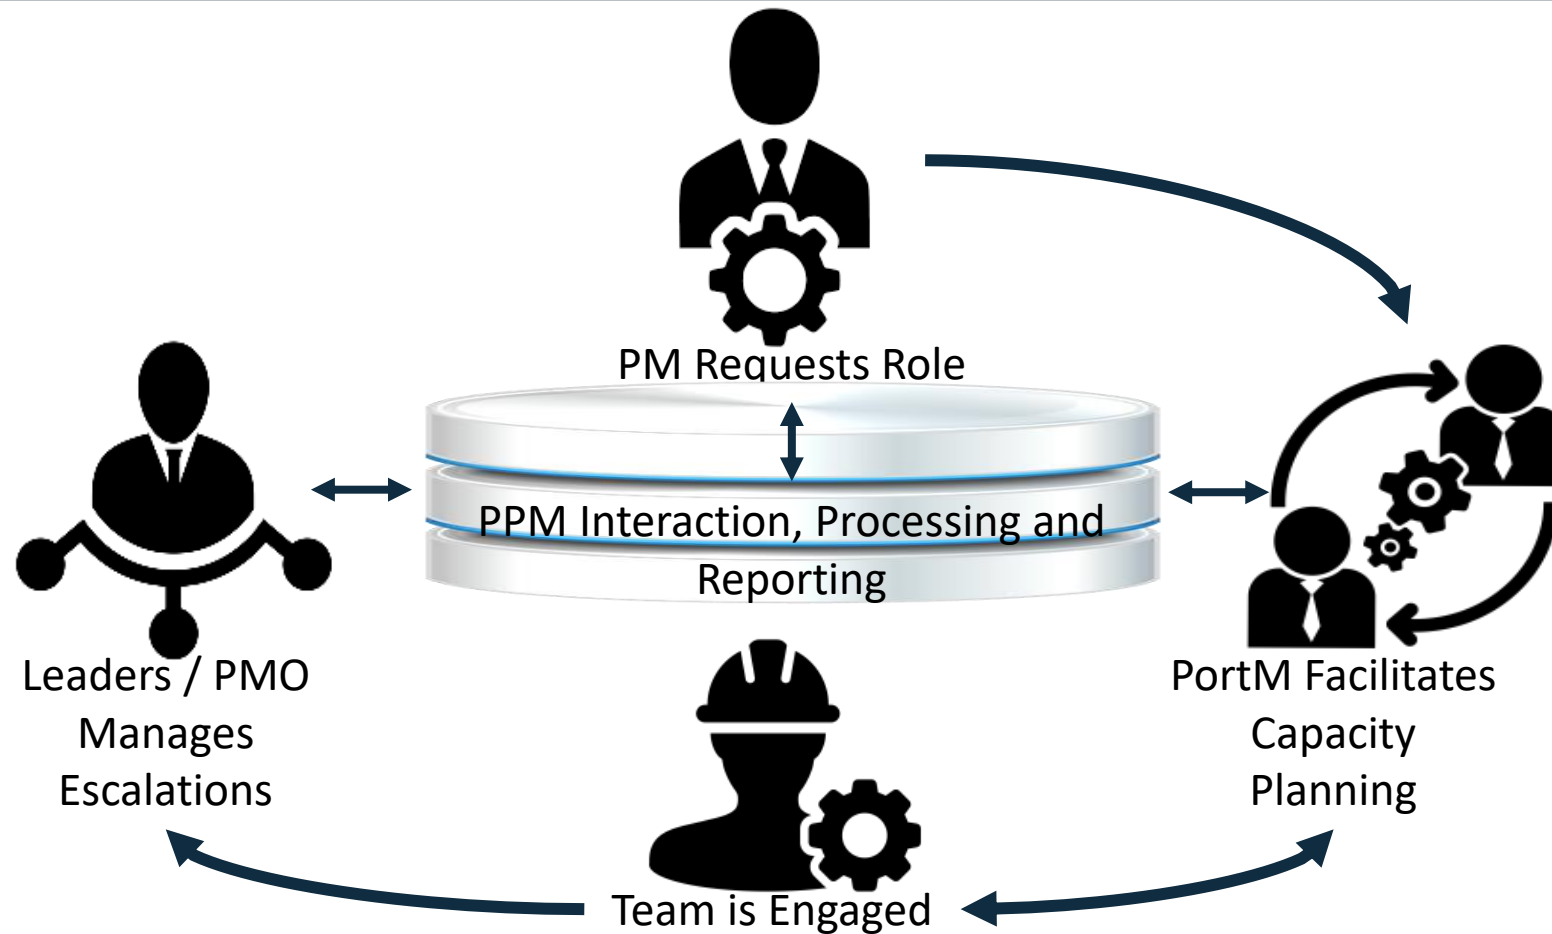 PM Requests Role
PPM Interaction, Processing and
Reporting
Leaders / PMO
Manages
Escalations
PortM Facilitates
Capacity
Planning
Team is Engaged